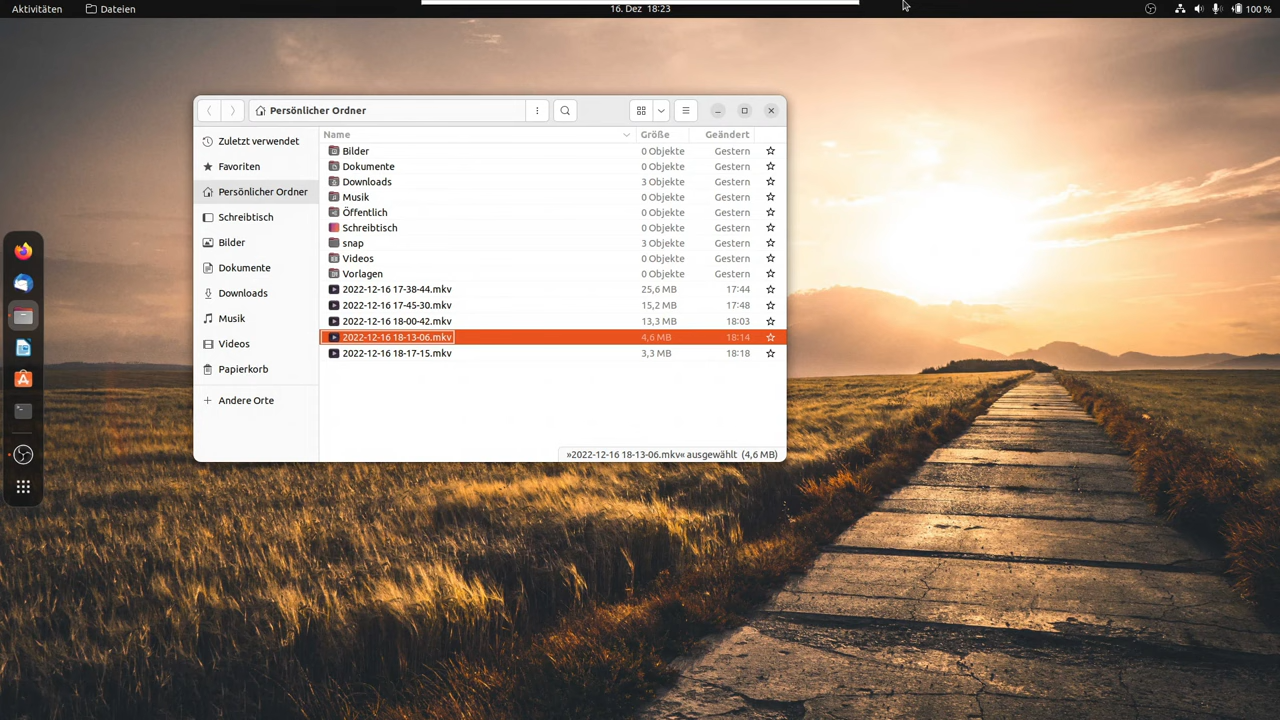 Aktivitäten Dateien 16. Dez 18:23 100 %
Persönlicher Ordner
Zuletzt verwendet
Favoriten
Persönlicher Ordner
Schreibtisch
Bilder
Dokumente
Downloads
Musik
Videos
Papierkorb
Andere Orte
Name Größe Geändert
Bilder 0 Objekte Gestern
Dokumente 0 Objekte Gestern
Downloads 3 Objekte Gestern
Musik 0 Objekte Gestern
Öffentlich 0 Objekte Gestern
Schreibtisch 0 Objekte Gestern
snap 3 Objekte Gestern
Videos 0 Objekte Gestern
Vorlagen 0 Objekte Gestern
2022-12-16 17-38-44.mkv 25,6 MB 17:44
2022-12-16 17-45-30.mkv 15,2 MB 17:48
2022-12-16 18-00-42.mkv 13,3 MB 18:03
2022-12-16 18-13-06.mkv 4,6 MB 18:14
2022-12-16 18-17-15.mkv 3,3 MB 18:18
»2022-12-16 18-13-06.mkv« ausgewählt (4,6 MB)